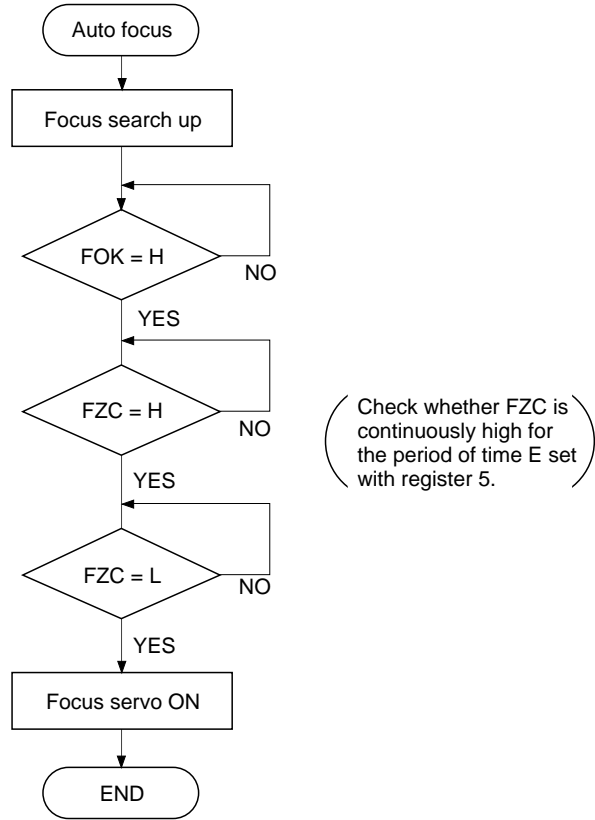 Auto focus
Focus search up
FOK = H
NO
YES
FZC = H
NO
Check whether FZC is
continuously high for
the period of time E set
with register 5.
YES
FZC = L
NO
YES
Focus servo ON
END